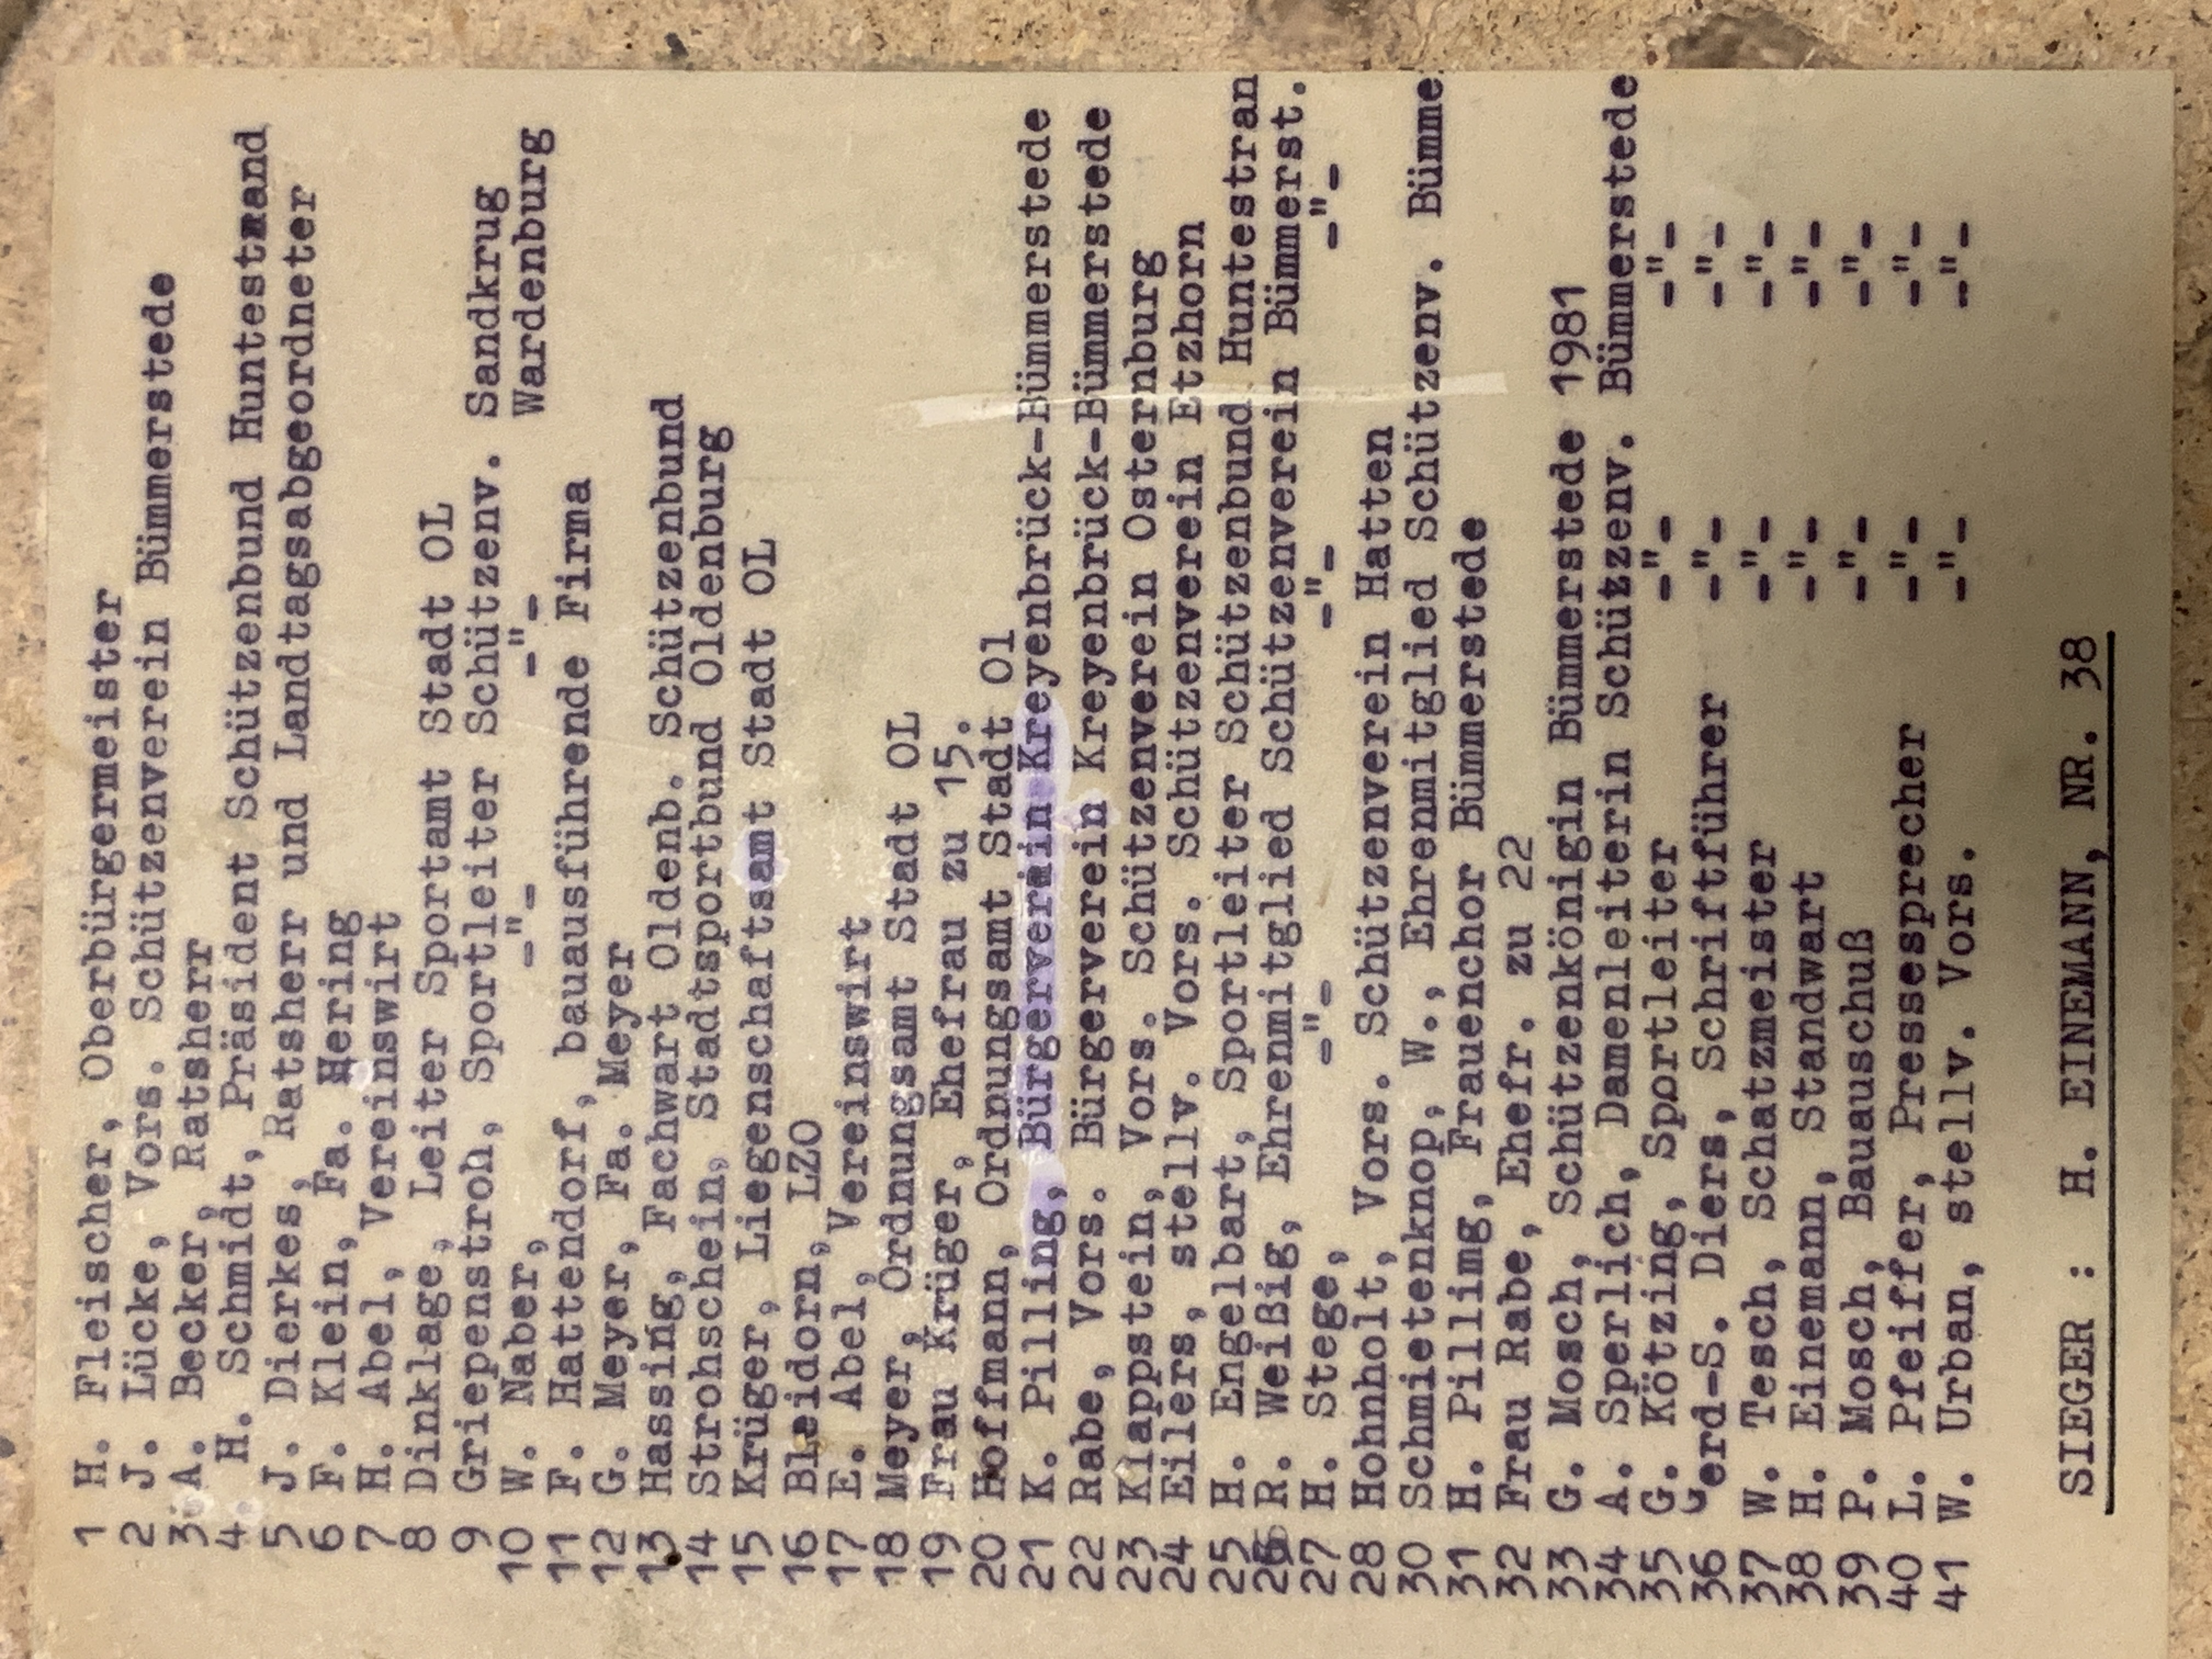 1 H. Fleischer, Oberbürgermeister
2 J. Lücke, Vors. Schützenverein Bümmerstede
3 A. Becker, Ratsherr
4. H. Schmidt, Präsident Schützenbund Huntestmand
5 J. Dierkes, Ratsherr und Landtagsabgeordneter
6 F. Klein, Fa. Hering
7 H. Abel, Vereinswirt
8 Dinklage, Leiter Sportamt Stadt OL
9 Griepenstroh, Sportleiter Schützenv. Sandkrug
10 W. Naber, -"- -"- Wardenburg
11 F. Hattendorf, bauausführende Firma
12 G. Meyer, Fa. Meyer
13 Hassing, Fachwart Oldenb. Schützenbund
14 Strohschein, Stadtsportbund Oldenburg
15 Krüger, Liegenschaftsamt Stadt OL
16 Bleidorn, LZO
17 E. Abel, Vereinswirt
18 Meyer, Ordnungsamt Stadt OL
19 Frau Krüger, Ehefrau zu 15.
20 Hoffmann, Ordnungsamt Stadt Ol
21 K. Pilling, Bürgerverein Kreyenbrück-Bümmerstede
22 Rabe, Vors. Bürgerverein Kreyenbrück-Bümmerstede
23 Klappstein, Vors. Schützenverein Osternburg
24 Eilers, stellv. Vors. Schützenverein Etzhorn
25 H. Engelbart, Sportleiter Schützenbund Huntestran
26 R. Weißig, Ehrenmitglied Schützenverein Bümmerst.
27 H. Stege, -"- -"- -"-
28 Hohnholt, Vors. Schützenverein Hatten
30 Schmietenknop, W., Ehrenmitglied Schützenv. Bümme
31 H. Pillimg, Frauenchor Bümmerstede
32 Frau Rabe, Ehefr. zu 22
33 G. Mosch, Schützenkönigin Bümmerstede 1981
34 A. Sperlich, Damenleiterin Schützenv. Bümmerstede
35 G. Kötzing, Sportleiter -"- -"-
36 Gerd-S. Diers, Schriftführer -"- -"-
37 W. Tesch, Schatzmeister -"- -"-
38 H. Einemann, Standwart -"- -"-
39 P. Mosch, Bauauschuß -"- -"-
40 L. Pfeiffer, Pressesprecher -"- -"-
41 W. Urban, stellv. Vors. -"- -"-
SIEGER : H. EINEMANN, NR. 38